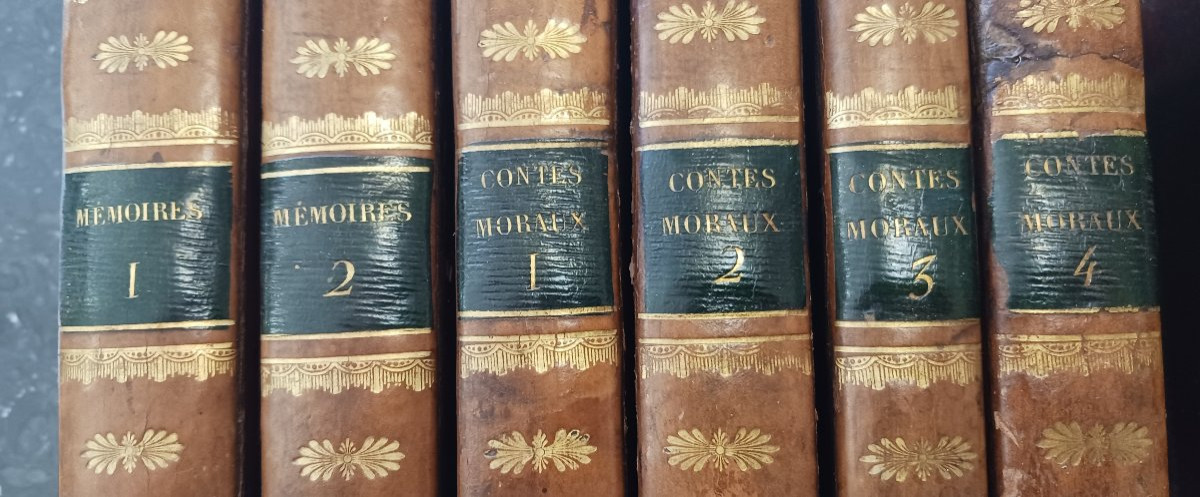 MÉMOIRES
1
MÉMOIRES
2
CONTES
MORAUX
1
CONTES
MORAUX
2
CONTES
MORAUX
3
CONTES
MORAUX
4